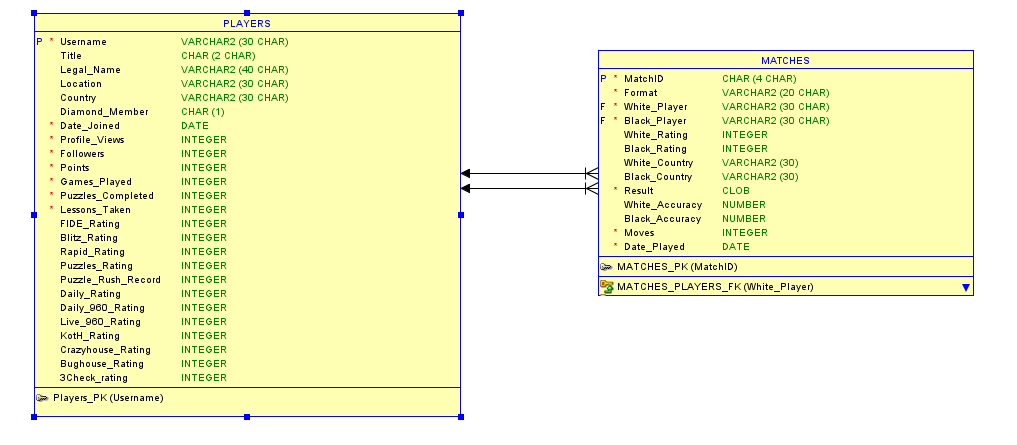 PLAYERS
P * Username VARCHAR2 (30 CHAR)
Title CHAR (2 CHAR)
Legal_Name VARCHAR2 (40 CHAR)
Location VARCHAR2 (30 CHAR)
Country VARCHAR2 (30 CHAR)
Diamond_Member CHAR (1)
* Date_Joined DATE
* Profile_Views INTEGER
* Followers INTEGER
* Points INTEGER
* Games_Played INTEGER
* Puzzles_Completed INTEGER
* Lessons_Taken INTEGER
FIDE_Rating INTEGER
Blitz_Rating INTEGER
Rapid_Rating INTEGER
Puzzles_Rating INTEGER
Puzzle_Rush_Record INTEGER
Daily_Rating INTEGER
Daily_960_Rating INTEGER
Live_960_Rating INTEGER
KotH_Rating INTEGER
Crazyhouse_Rating INTEGER
Bughouse_Rating INTEGER
3Check_rating INTEGER
Players_PK (Username)
MATCHES
P * MatchID CHAR (4 CHAR)
* Format VARCHAR2 (20 CHAR)
F * White_Player VARCHAR2 (30 CHAR)
F * Black_Player VARCHAR2 (30 CHAR)
White_Rating INTEGER
Black_Rating INTEGER
White_Country VARCHAR2 (30)
Black_Country VARCHAR2 (30)
* Result CLOB
White_Accuracy NUMBER
Black_Accuracy NUMBER
* Moves INTEGER
* Date_Played DATE
MATCHES_PK (MatchID)
MATCHES_PLAYERS_FK (White_Player)